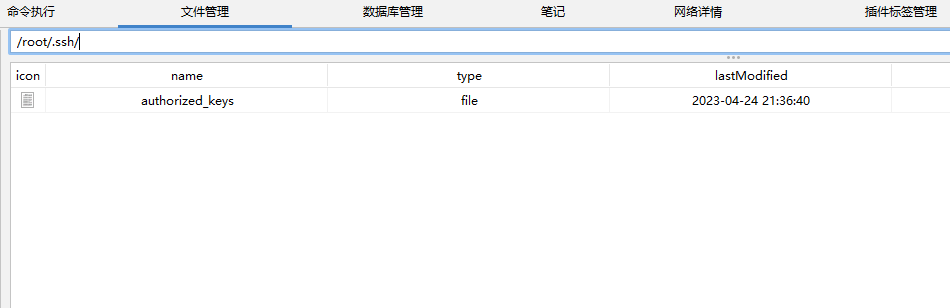 命令执行 文件管理 数据库管理 笔记 网络详情 插件标签管理
/root/.ssh/
icon name type lastModified
authorized_keys file 2023-04-24 21:36:40